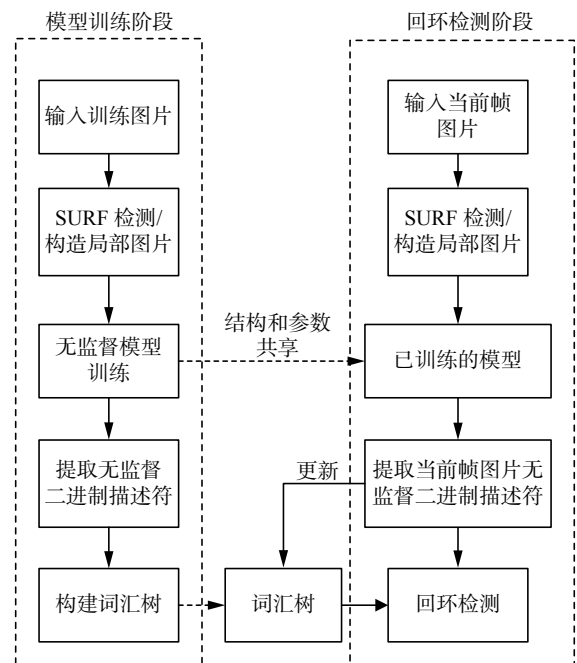 模型训练阶段
回环检测阶段
输入训练图片
输入当前帧
图片
SURF 检测/
构造局部图片
SURF 检测/
构造局部图片
结构和参数
共享
无监督模型
训练
已训练的模型
提取无监督
二进制描述符
更新
提取当前帧图片无
监督二进制描述符
构建词汇树
词汇树
回环检测